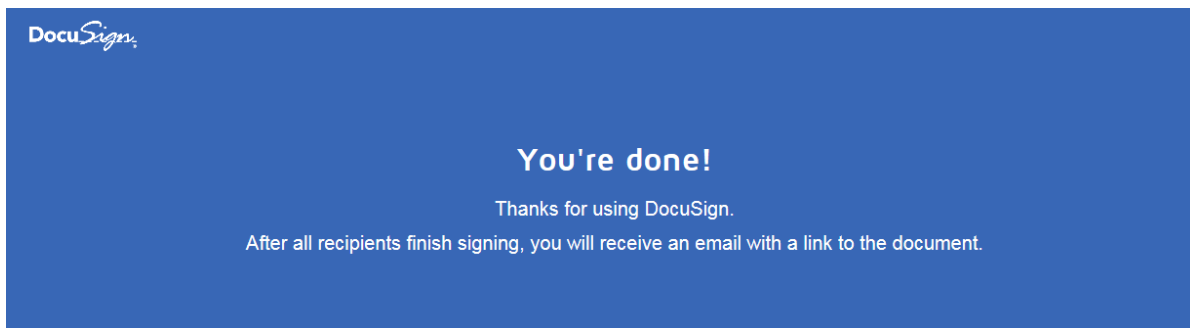 DocuSign
You're done!
Thanks for using DocuSign.
After all recipients finish signing, you will receive an email with a link to the document.